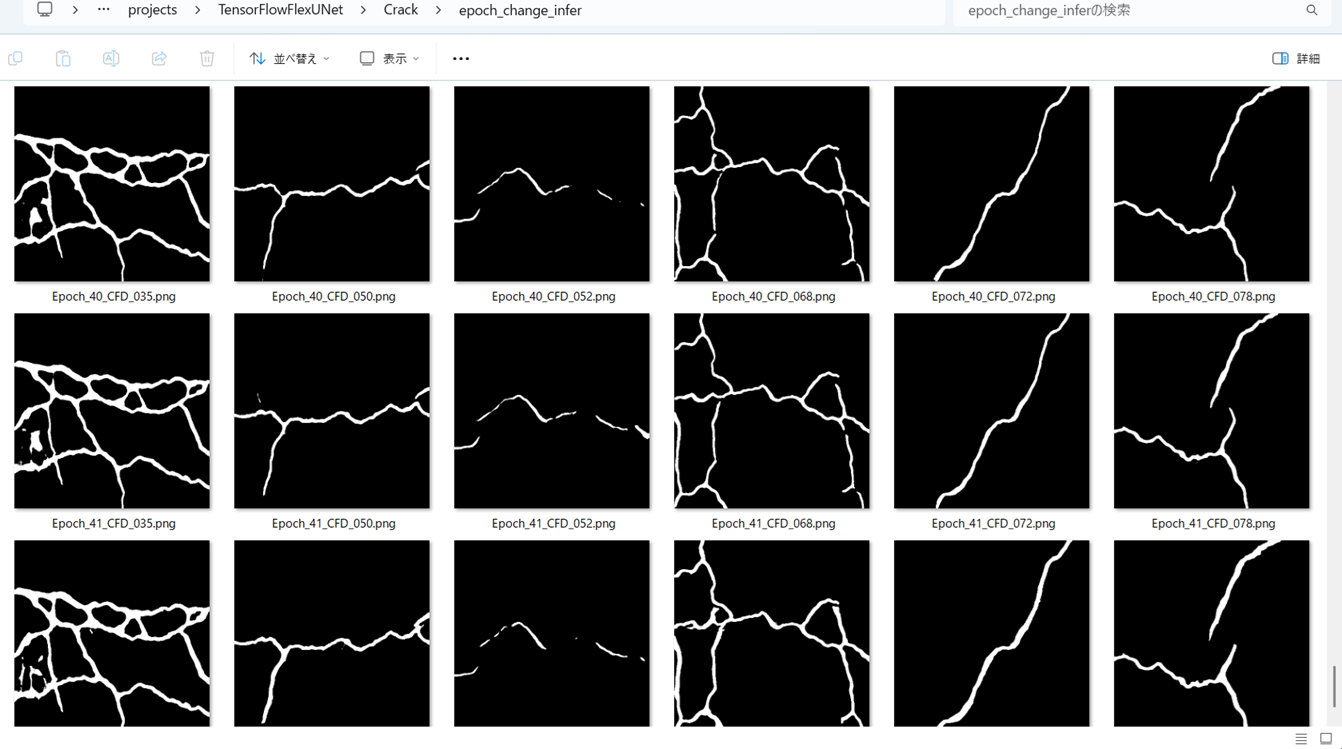 projects > TensorFlowFlexUNet > Crack > epoch_change_infer epoch_change_inferの検索
並べ替え 表示 詳細
Epoch_40_CFD_035.png Epoch_40_CFD_050.png Epoch_40_CFD_052.png Epoch_40_CFD_068.png Epoch_40_CFD_072.png Epoch_40_CFD_078.png
Epoch_41_CFD_035.png Epoch_41_CFD_050.png Epoch_41_CFD_052.png Epoch_41_CFD_068.png Epoch_41_CFD_072.png Epoch_41_CFD_078.png